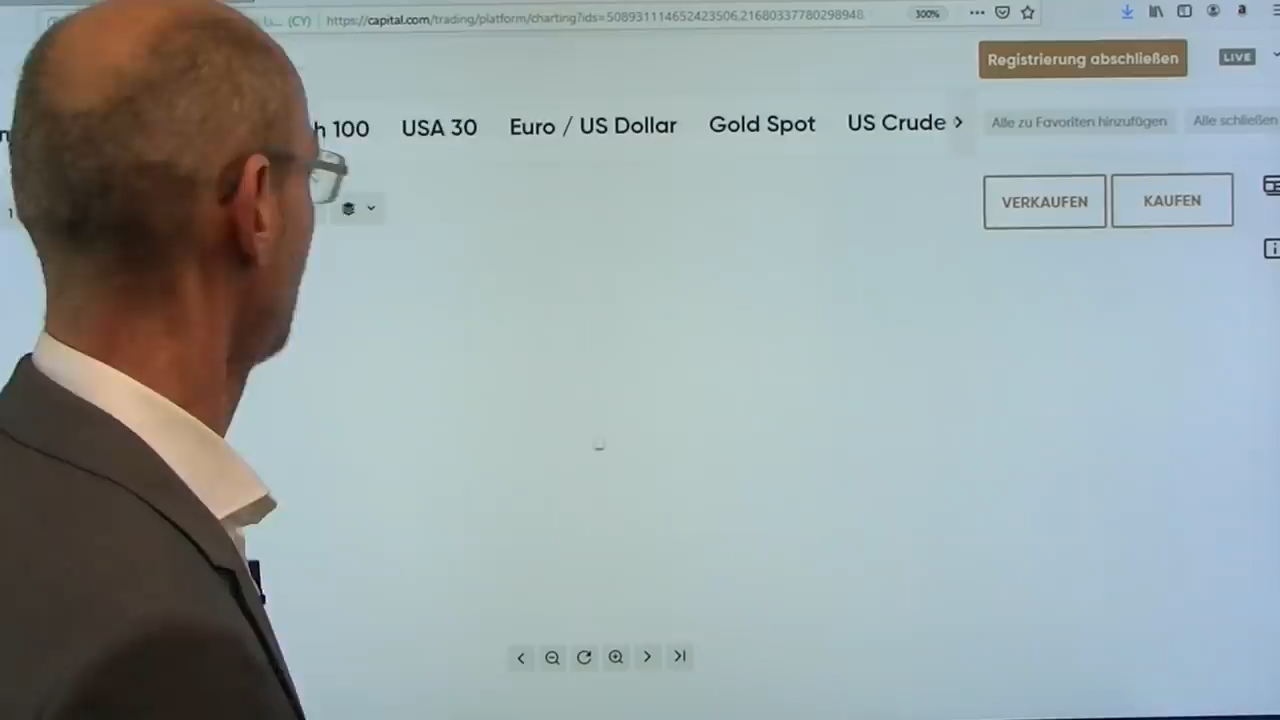 (CY) https://capital.com/trading/platform/charting?ids=508931114652423506.21680337780298948 300%
Registrierung abschließen LIVE
100 USA 30 Euro / US Dollar Gold Spot US Crude Alle zu Favoriten hinzufügen Alle schließen
VERKAUFEN KAUFEN